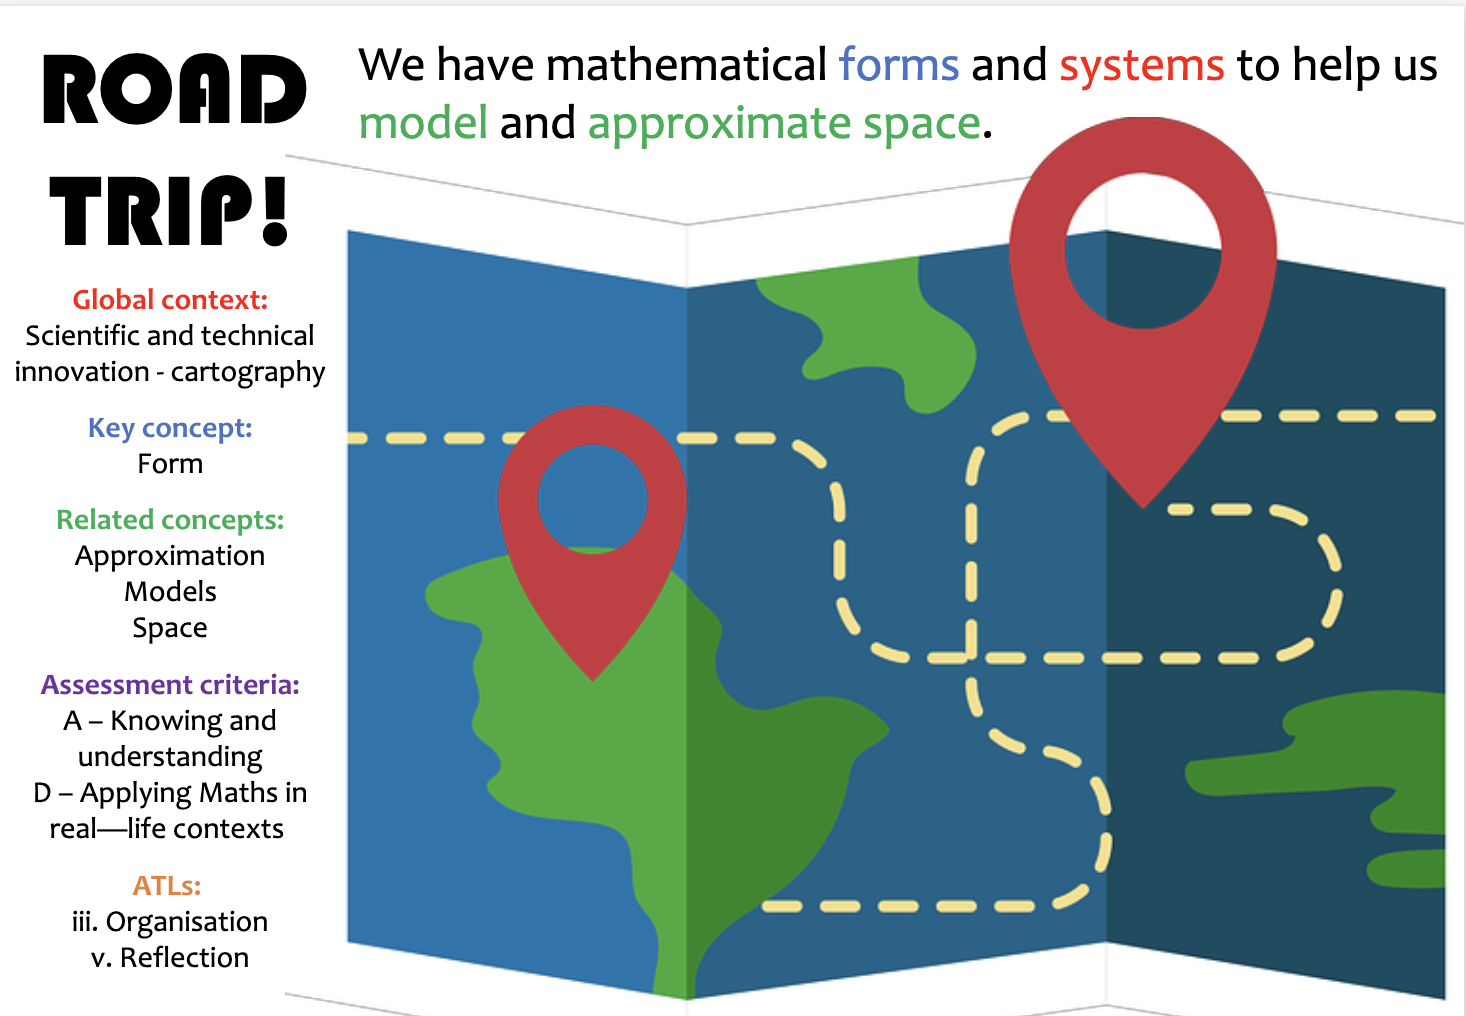 ROAD
TRIP!
We have mathematical forms and systems to help us
model and approximate space.
Global context:
Scientific and technical
innovation - cartography
Key concept:
Form
Related concepts:
Approximation
Models
Space
Assessment criteria:
A – Knowing and
understanding
D – Applying Maths in
real—life contexts
ATLs:
iii. Organisation
v. Reflection